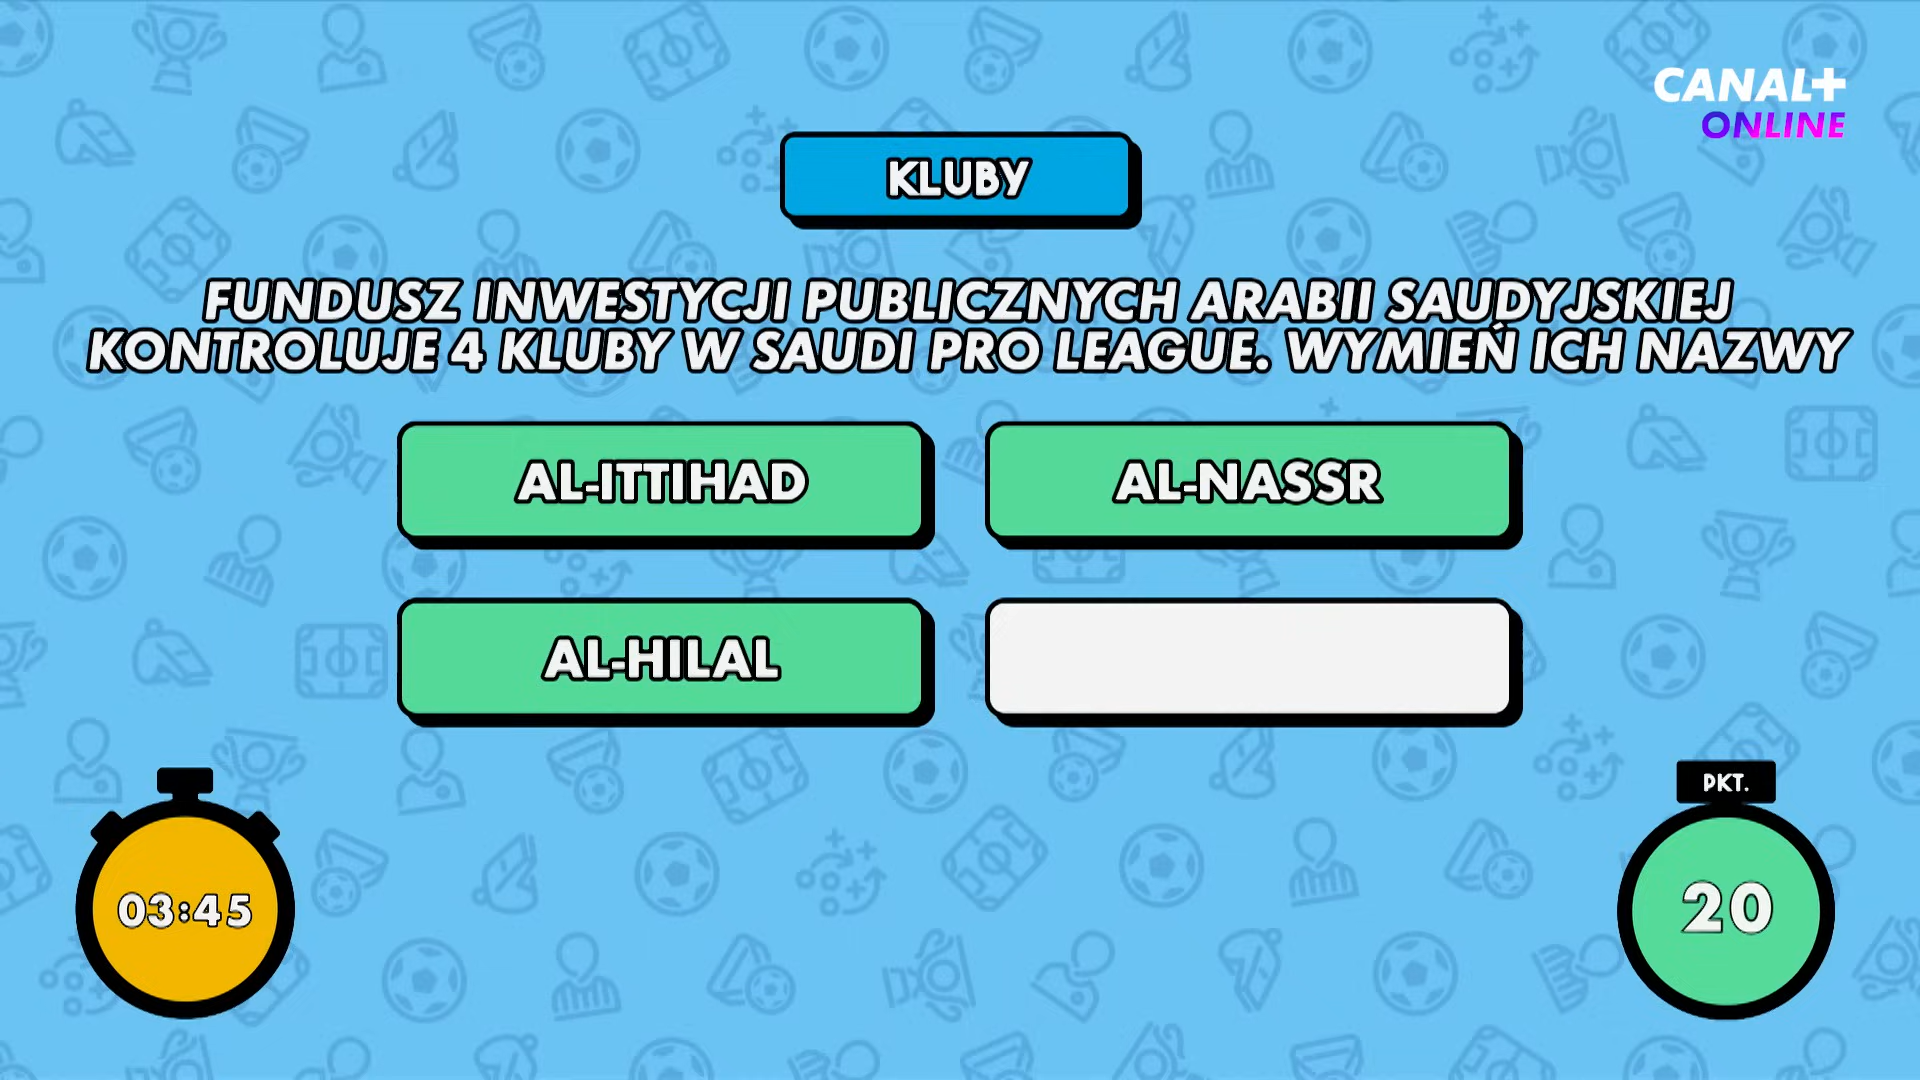 CANAL+
ONLINE
KLUBY
FUNDUSZ INWESTYCJI PUBLICZNYCH ARABII SAUDYJSKIEJ
KONTROLUJE 4 KLUBY W SAUDI PRO LEAGUE. WYMIEŃ ICH NAZWY
AL-ITTIHAD
AL-NASSR
AL-HILAL
PKT.
03:45
20